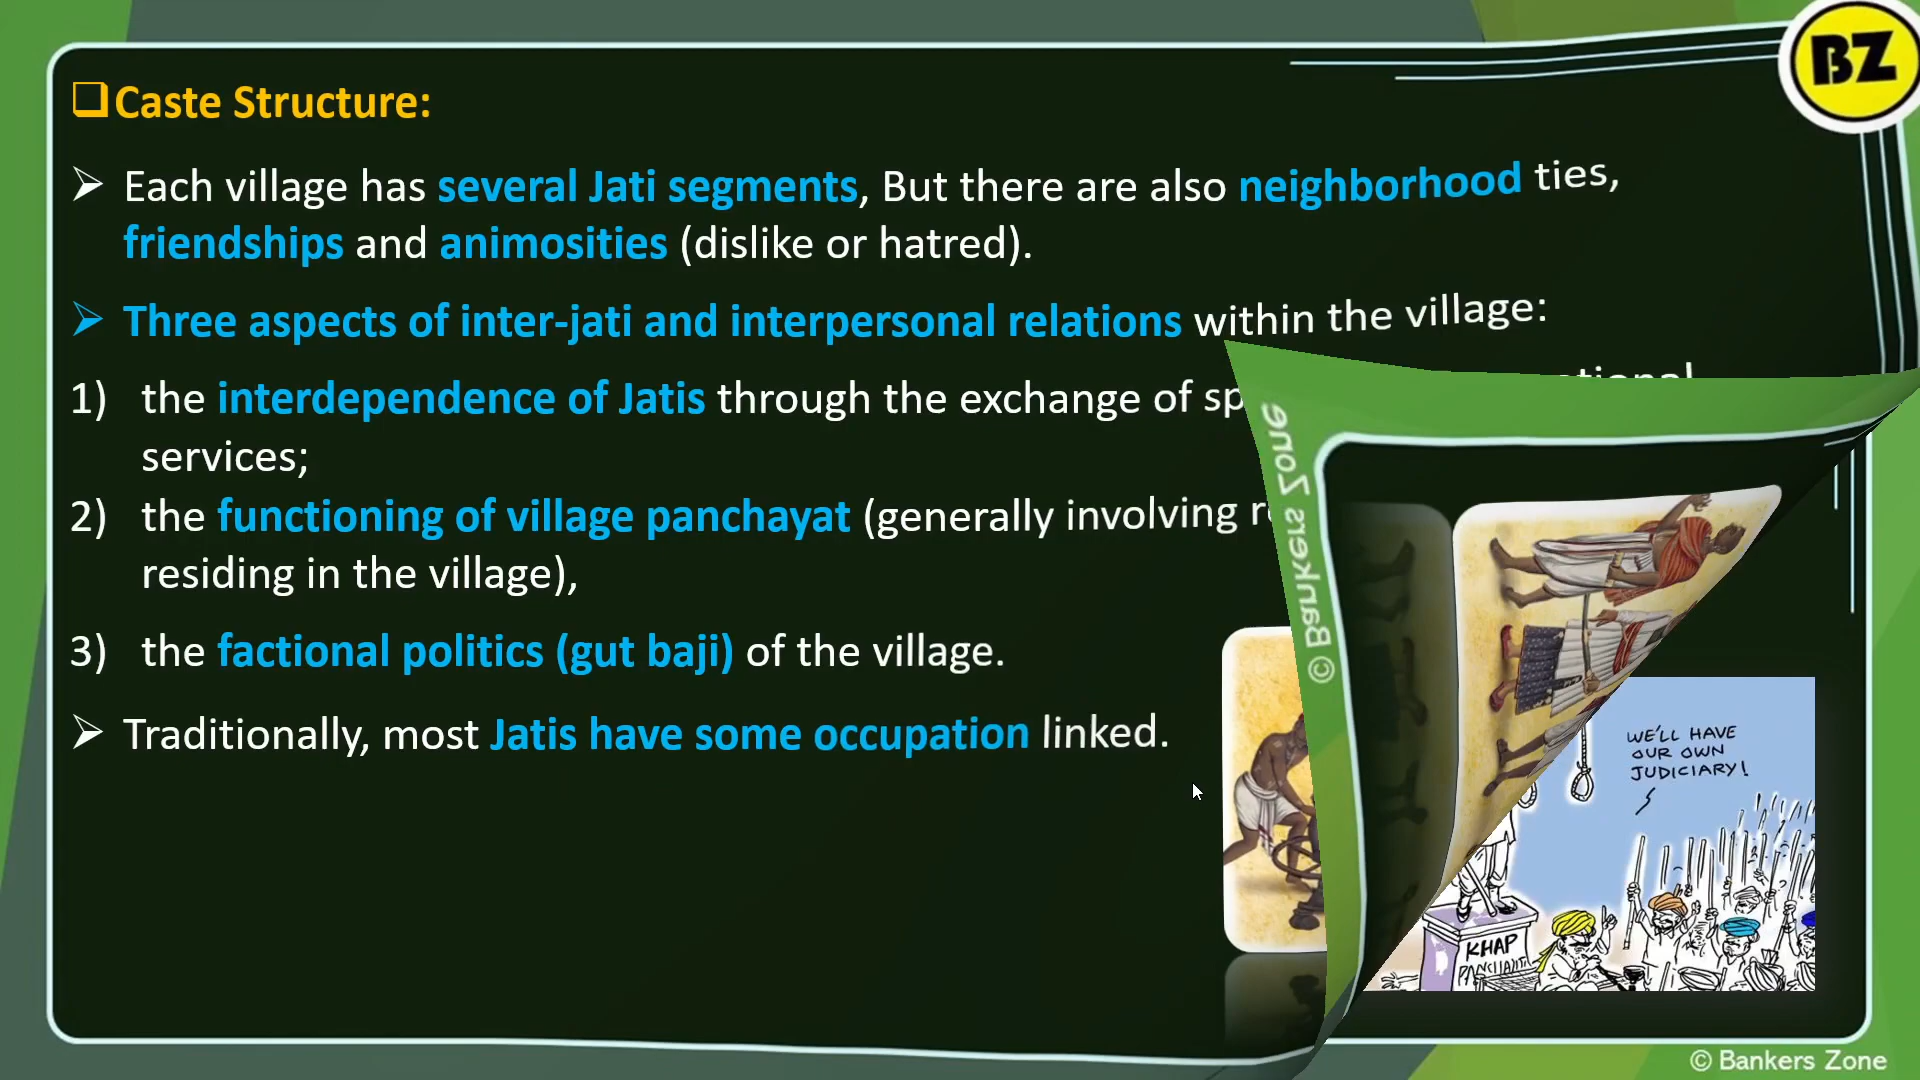 BZ
Caste Structure:
Each village has several Jati segments, But there are also neighborhood ties,
friendships and animosities (dislike or hatred).
Three aspects of inter-jati and interpersonal relations within the village:
1) the interdependence of Jatis through the exchange of
services;
2) the functioning of village panchayat (generally involving
residing in the village),
3) the factional politics (gut baji) of the village.
Traditionally, most Jatis have some occupation linked.
© Bankers Zone
WE'LL HAVE
OUR OWN
JUDICIARY!
KHAP
PANCHAYAT
© Bankers Zone